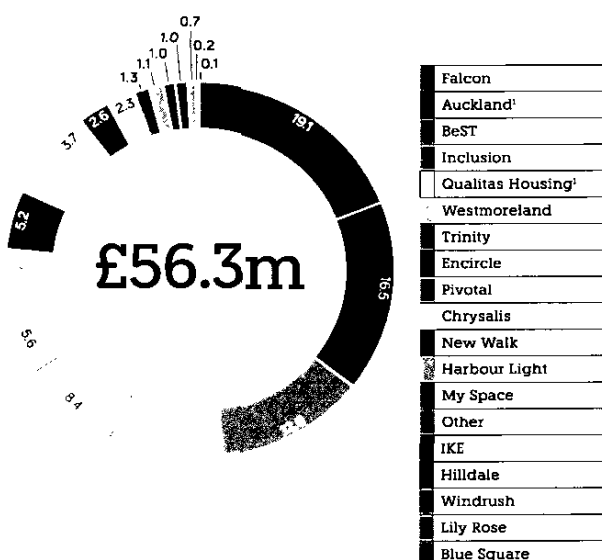 0.7
1.0
0.2
1.0
0.1
1.1
1.3
2.3
2.6
3.7
19.1
5.2
16.5
5.6
8.4
£56.3m
Falcon
Auckland¹
BeST
Inclusion
Qualitas Housing¹
Westmoreland
Trinity
Encircle
Pivotal
Chrysalis
New Walk
Harbour Light
My Space
Other
IKE
Hilldale
Windrush
Lily Rose
Blue Square